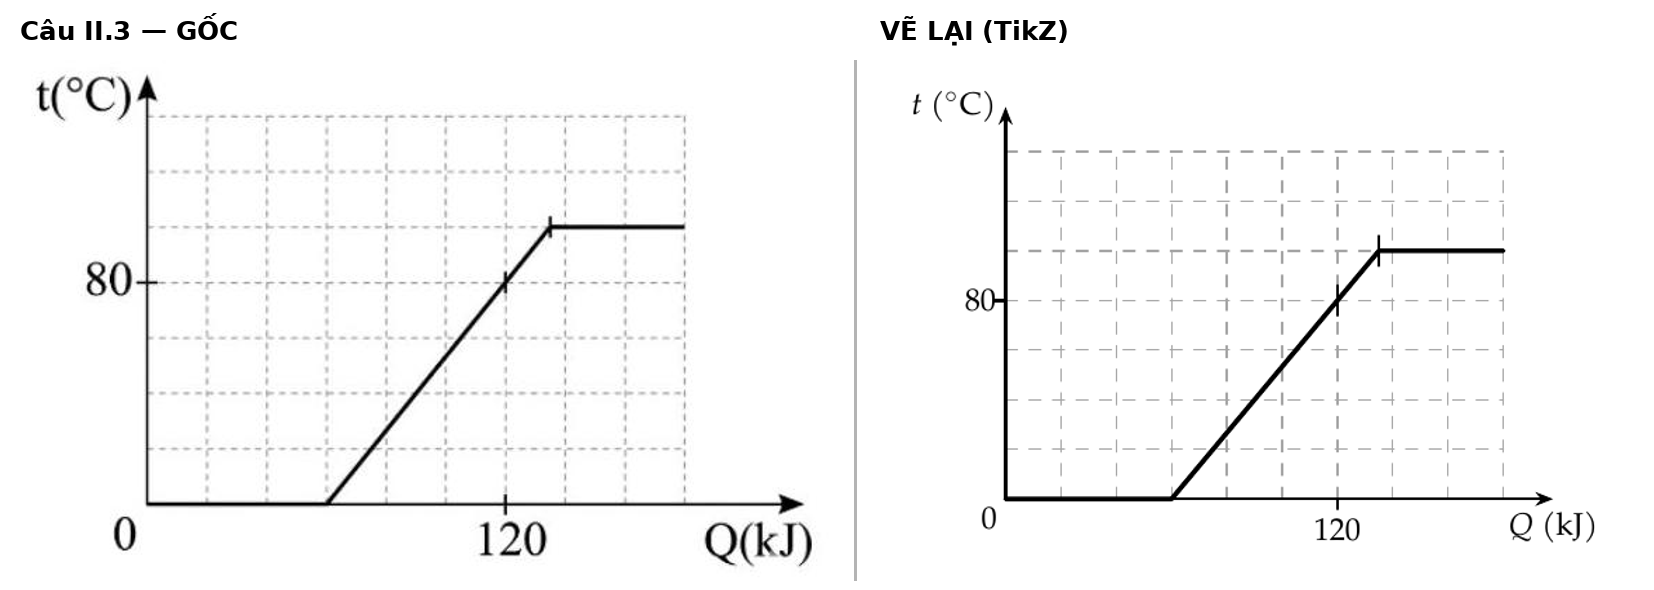 Câu II.3 — GỐC
t(°C)
80
0
120
Q(kJ)
VẼ LẠI (TikZ)
t (°C)
80
0
120
Q (kJ)